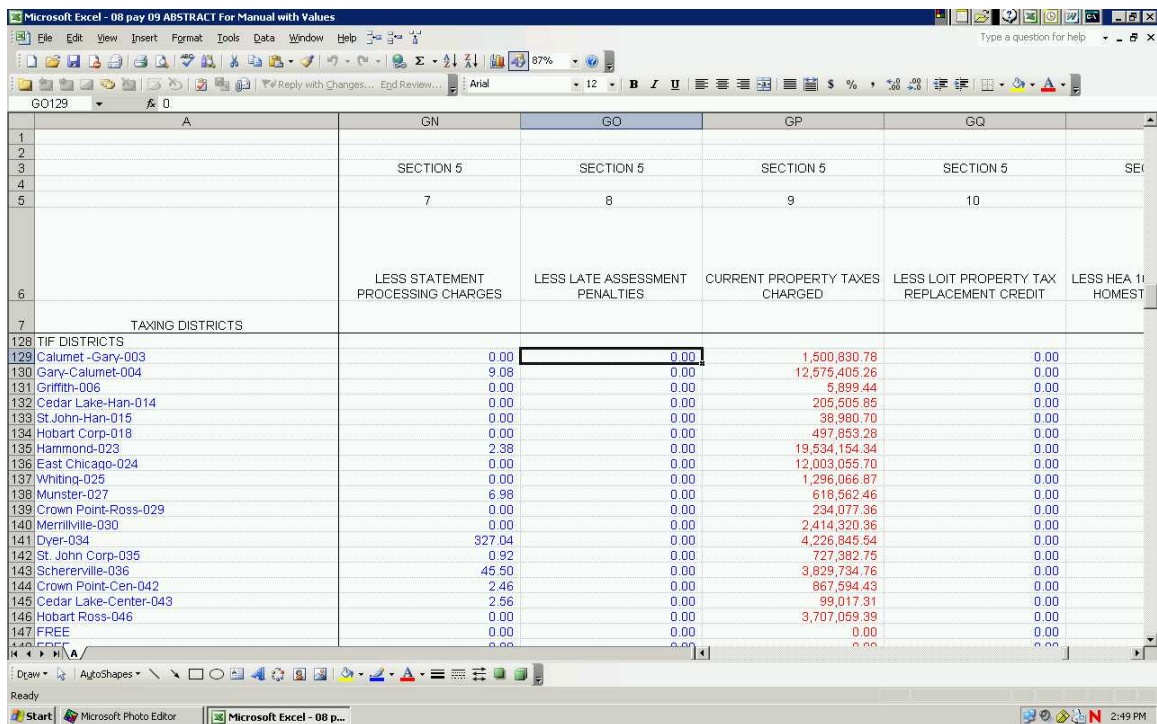 Microsoft Excel - 08 pay 09 ABSTRACT For Manual with Values
File Edit View Insert Format Tools Data Window Help Type a question for help
87%
Reply with Changes... End Review... Arial 12 B I U $ % ,
GO129 fx 0
A GN GO GP GQ
1
2
3 SECTION 5 SECTION 5 SECTION 5 SECTION 5 SE
4
5 7 8 9 10
LESS STATEMENT LESS LATE ASSESSMENT CURRENT PROPERTY TAXES LESS LOIT PROPERTY TAX LESS HEA 1
6 PROCESSING CHARGES PENALTIES CHARGED REPLACEMENT CREDIT HOMEST
7 TAXING DISTRICTS
128 TIF DISTRICTS
129 Calumet -Gary-003 0.00 0.00 1,500,830.78 0.00
130 Gary-Calumet-004 9.08 0.00 12,575,405.26 0.00
131 Griffith-006 0.00 0.00 5,899.44 0.00
132 Cedar Lake-Han-014 0.00 0.00 205,505.85 0.00
133 St.John-Han-015 0.00 0.00 38,980.70 0.00
134 Hobart Corp-018 0.00 0.00 497,853.28 0.00
135 Hammond-023 2.38 0.00 19,534,154.34 0.00
136 East Chicago-024 0.00 0.00 12,003,055.70 0.00
137 Whiting-025 0.00 0.00 1,296,066.87 0.00
138 Munster-027 6.98 0.00 618,562.46 0.00
139 Crown Point-Ross-029 0.00 0.00 234,077.36 0.00
140 Merrillville-030 0.00 0.00 2,414,320.36 0.00
141 Dyer-034 327.04 0.00 4,226,845.54 0.00
142 St. John Corp-035 0.92 0.00 727,382.75 0.00
143 Schererville-036 45.50 0.00 3,829,734.76 0.00
144 Crown Point-Cen-042 2.46 0.00 867,594.43 0.00
145 Cedar Lake-Center-043 2.56 0.00 99,017.31 0.00
146 Hobart Ross-046 0.00 0.00 3,707,059.39 0.00
147 FREE 0.00 0.00 0.00 0.00
A
Draw AutoShapes
Ready
Start Microsoft Photo Editor Microsoft Excel - 08 p... 2:49 PM